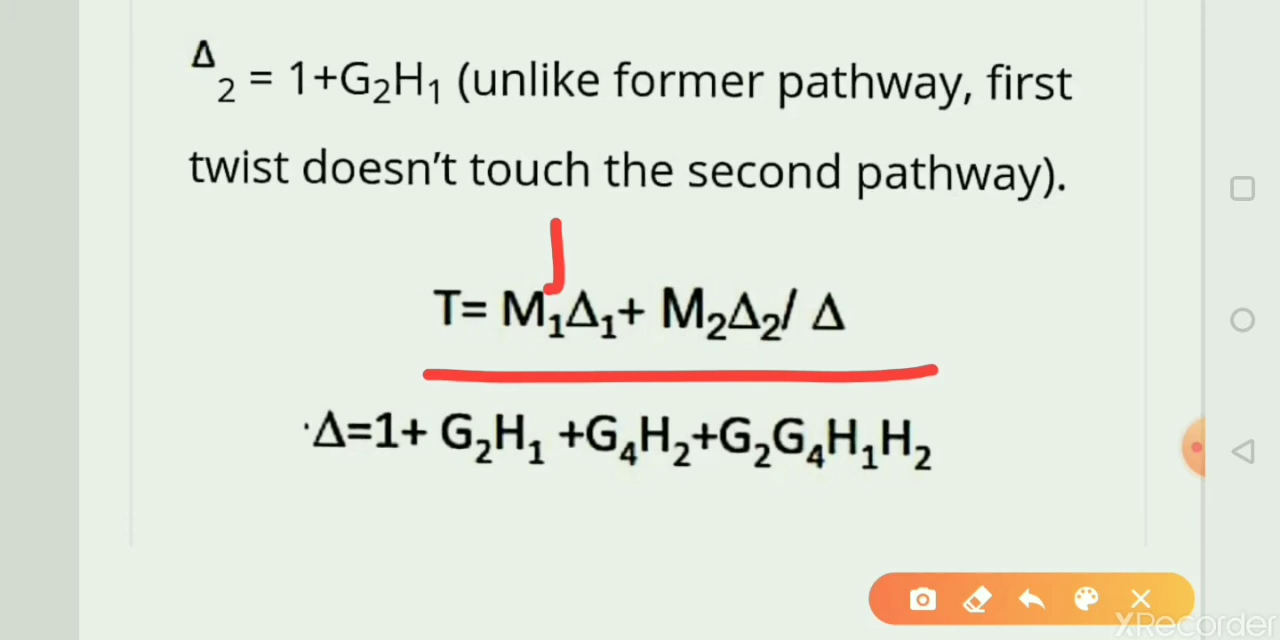 Δ₂ = 1+G₂H₁ (unlike former pathway, first
twist doesn't touch the second pathway).
T= M₁Δ₁+ M₂Δ₂/ Δ
Δ=1+ G₂H₁ +G₄H₂+G₂G₄H₁H₂
XRecorder